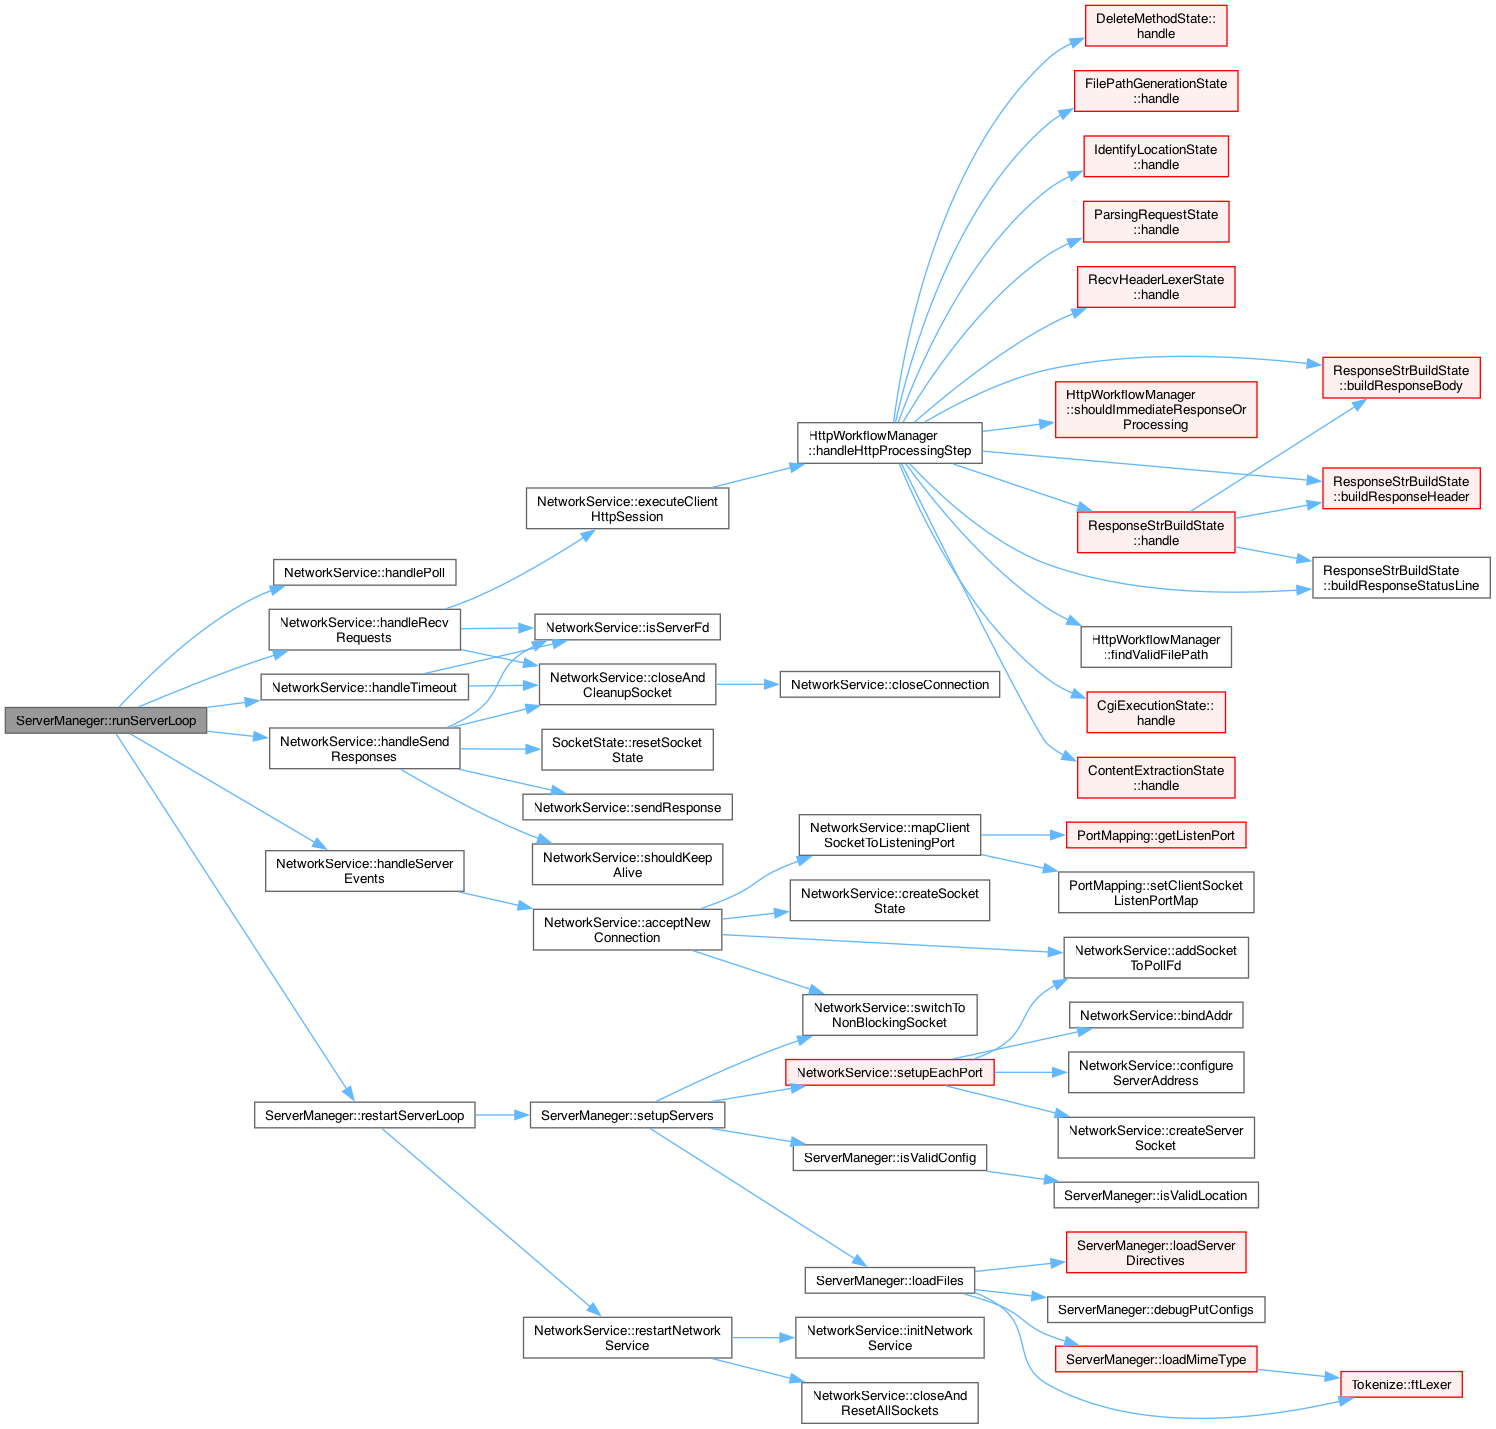 DeleteMethodState::
handle
FilePathGenerationState
::handle
IdentifyLocationState
::handle
ParsingRequestState
::handle
RecvHeaderLexerState
::handle
ResponseStrBuildState
::buildResponseBody
HttpWorkflowManager
::shouldImmediateResponseOr
Processing
HttpWorkflowManager
::handleHttpProcessingStep
ResponseStrBuildState
::buildResponseHeader
NetworkService::executeClient
HttpSession
ResponseStrBuildState
::handle
NetworkService::handlePoll
ResponseStrBuildState
::buildResponseStatusLine
NetworkService::handleRecv
Requests
NetworkService::isServerFd
HttpWorkflowManager
::findValidFilePath
NetworkService::handleTimeout
NetworkService::closeAnd
CleanupSocket
NetworkService::closeConnection
ServerManeger::runServerLoop
CgiExecutionState::
handle
NetworkService::handleSend
Responses
SocketState::resetSocket
State
ContentExtractionState
::handle
NetworkService::sendResponse
NetworkService::mapClient
SocketToListeningPort
PortMapping::getListenPort
NetworkService::handleServer
Events
NetworkService::shouldKeep
Alive
PortMapping::setClientSocket
ListenPortMap
NetworkService::createSocket
State
NetworkService::acceptNew
Connection
NetworkService::addSocket
ToPollFd
NetworkService::switchTo
NonBlockingSocket
NetworkService::bindAddr
NetworkService::setupEachPort
NetworkService::configure
ServerAddress
ServerManeger::restartServerLoop
ServerManeger::setupServers
NetworkService::createServer
Socket
ServerManeger::isValidConfig
ServerManeger::isValidLocation
ServerManeger::loadServer
Directives
ServerManeger::loadFiles
ServerManeger::debugPutConfigs
NetworkService::restartNetwork
Service
NetworkService::initNetwork
Service
ServerManeger::loadMimeType
Tokenize::ftLexer
NetworkService::closeAnd
ResetAllSockets